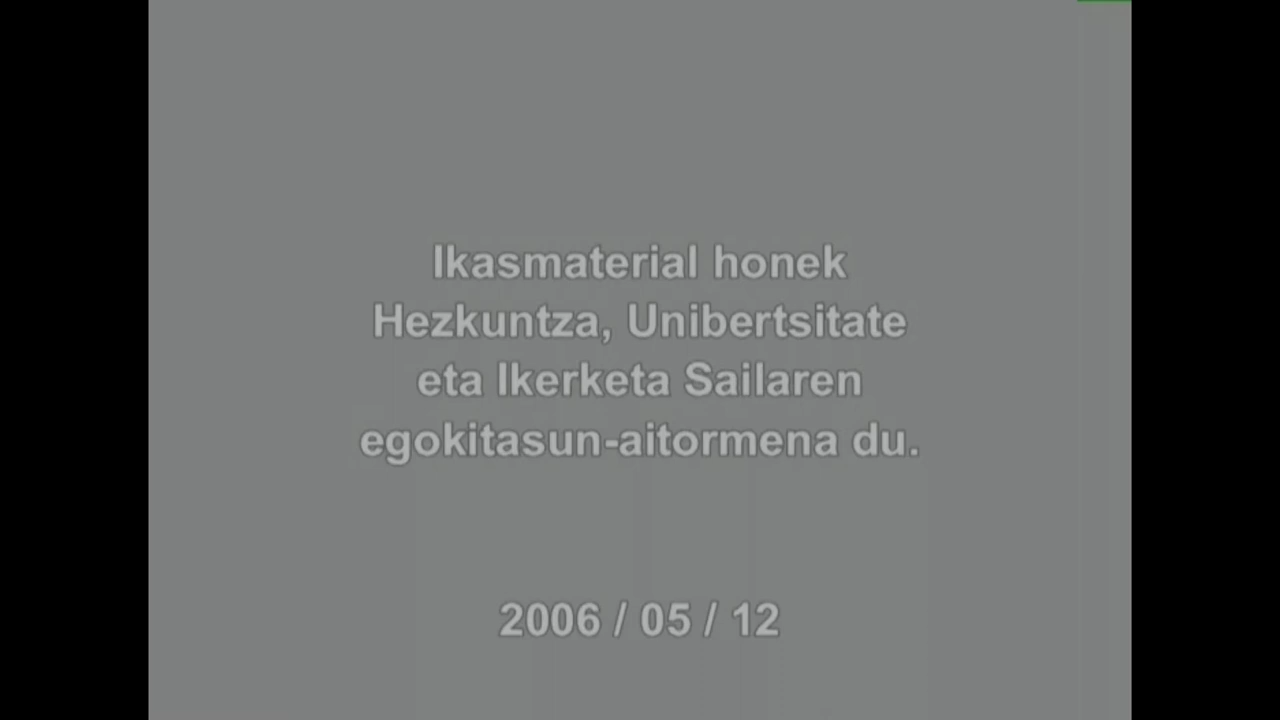 Ikasmaterial honek
Hezkuntza, Unibertsitate
eta Ikerketa Sailaren
egokitasun-aitormena du.
2006 / 05 / 12